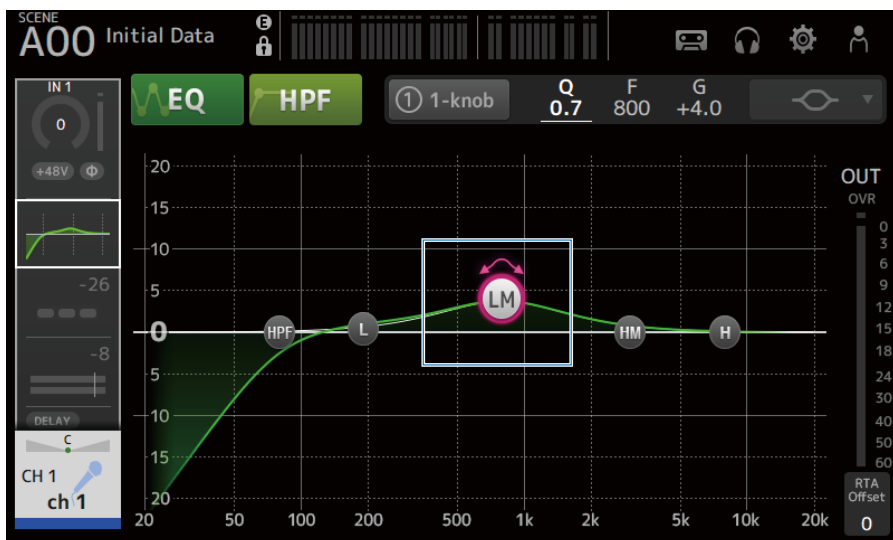 SCENE
A00 Initial Data
E
IN 1
0
+48V Φ
-26
-8
DELAY
C
CH 1
ch 1
EQ
HPF
1 1-knob
Q F G
0.7 800 +4.0
20
15
10
5
0
5
10
15
20
HPF L LM HM H
20 50 100 200 500 1k 2k 5k 10k 20k
OUT
OVR
0
3
6
9
12
15
18
24
30
40
50
60
RTA
Offset
0